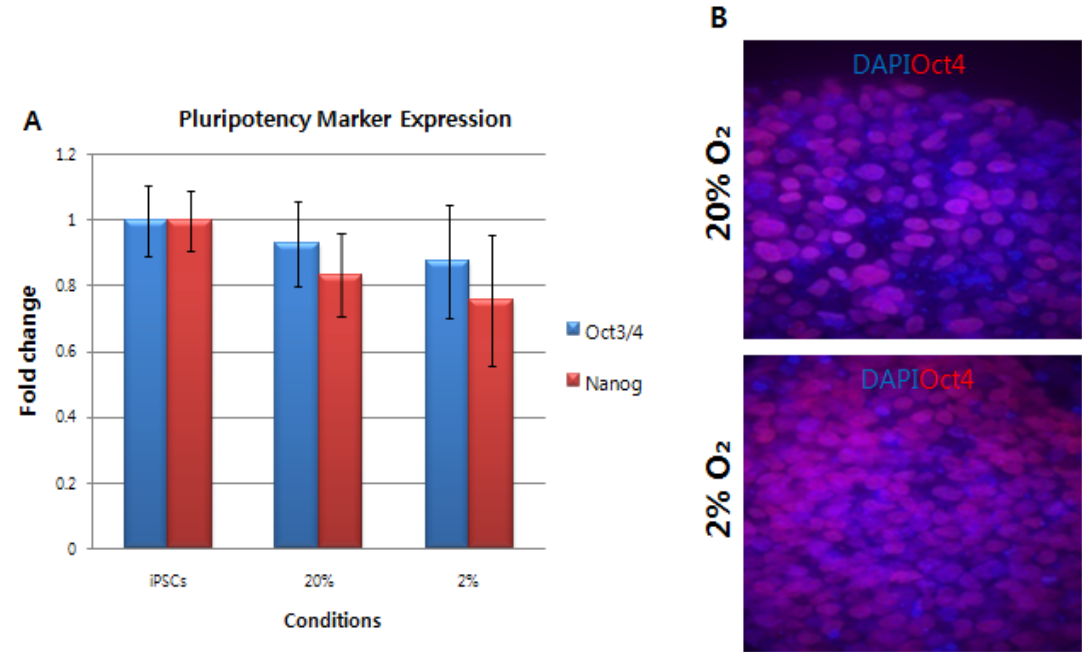 A
Pluripotency Marker Expression
Fold change
1.2
1
0.8
0.6
0.4
0.2
0
iPSCs
20%
2%
Conditions
Oct3/4
Nanog
B
20% O₂
DAPIOct4
2% O₂
DAPIOct4